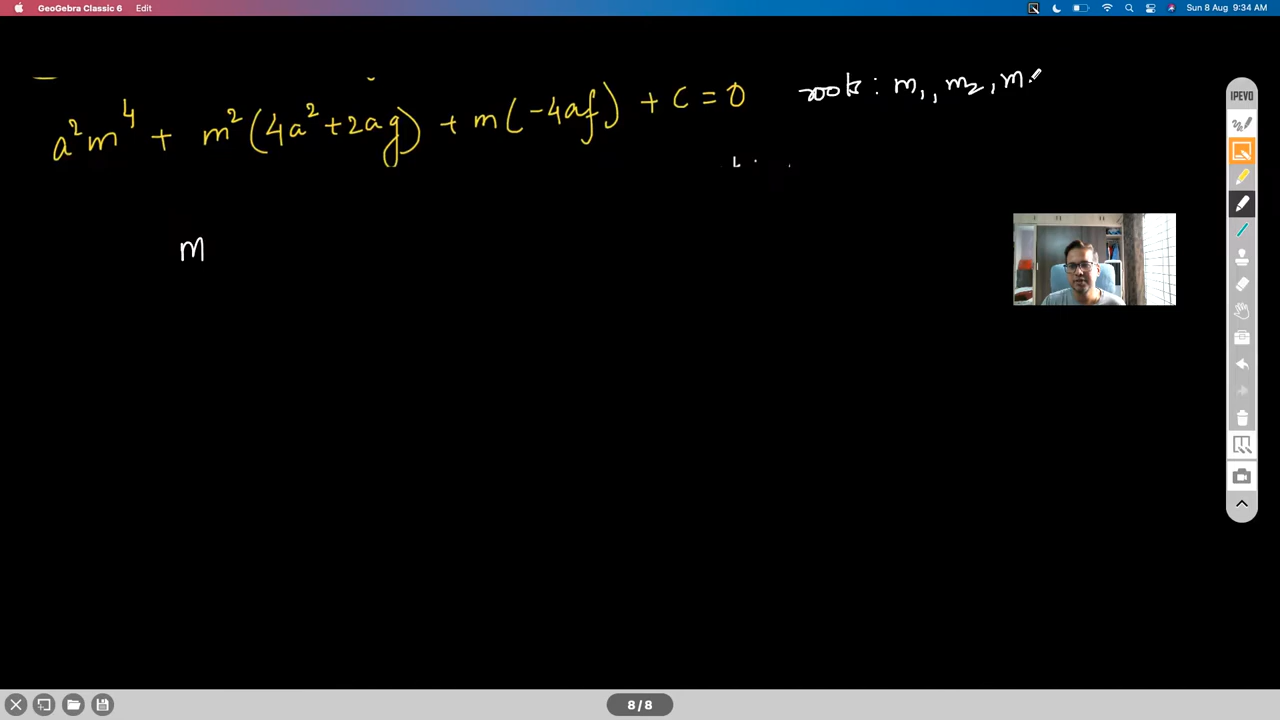 GeoGebra Classic 6 Edit Sun 8 Aug 9:34 AM
a²m⁴ + m²(4a²+2ag) + m(-4af) + c = 0 roots : m₁, m₂, m
m
IPEVO
8 / 8